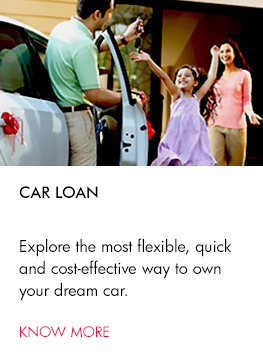 CAR LOAN
Explore the most flexible, quick
and cost-effective way to own
your dream car.
KNOW MORE